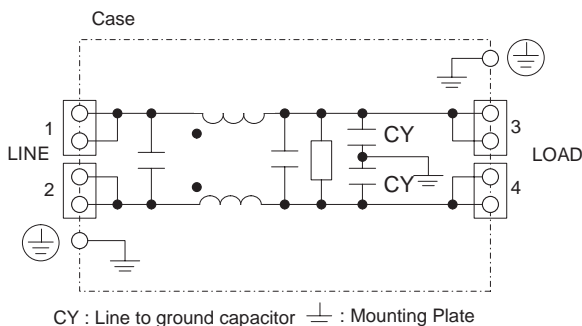 Case
1
LINE
2
CY
CY
3
LOAD
4
CY : Line to ground capacitor : Mounting Plate